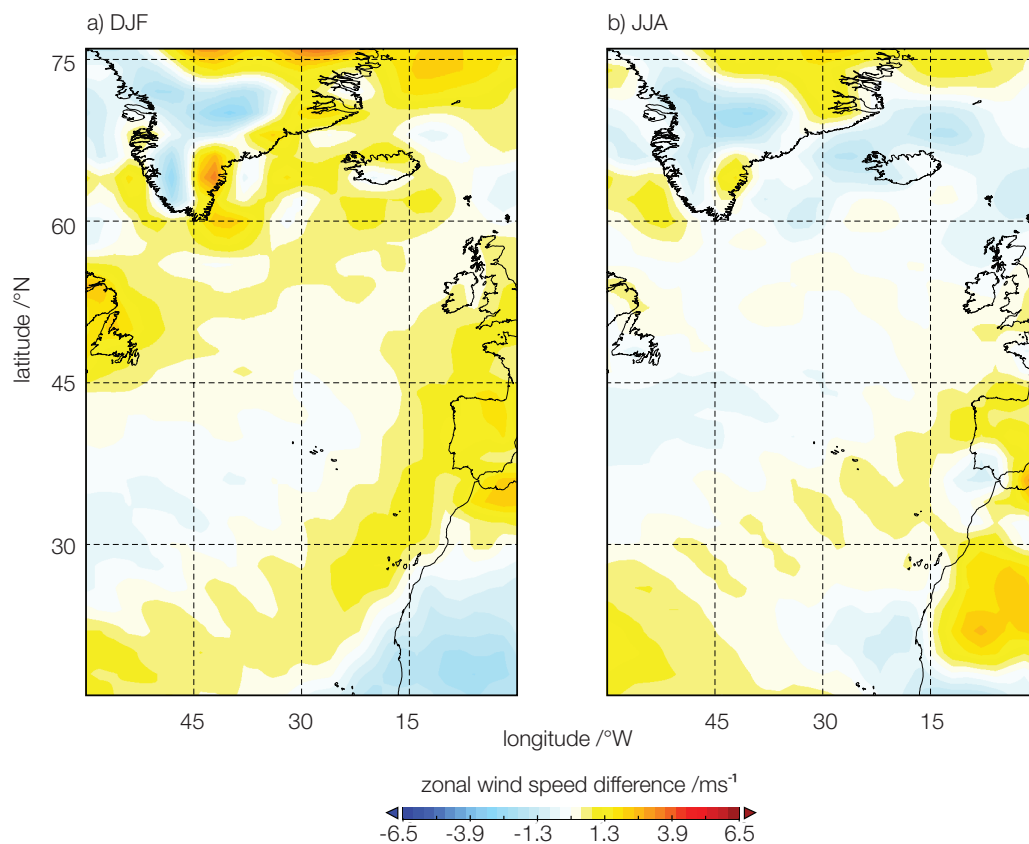 a) DJF
b) JJA
75
60
45
30
latitude /°N
45 30 15
45 30 15
longitude /°W
zonal wind speed difference /ms⁻¹
-6.5 -3.9 -1.3 1.3 3.9 6.5